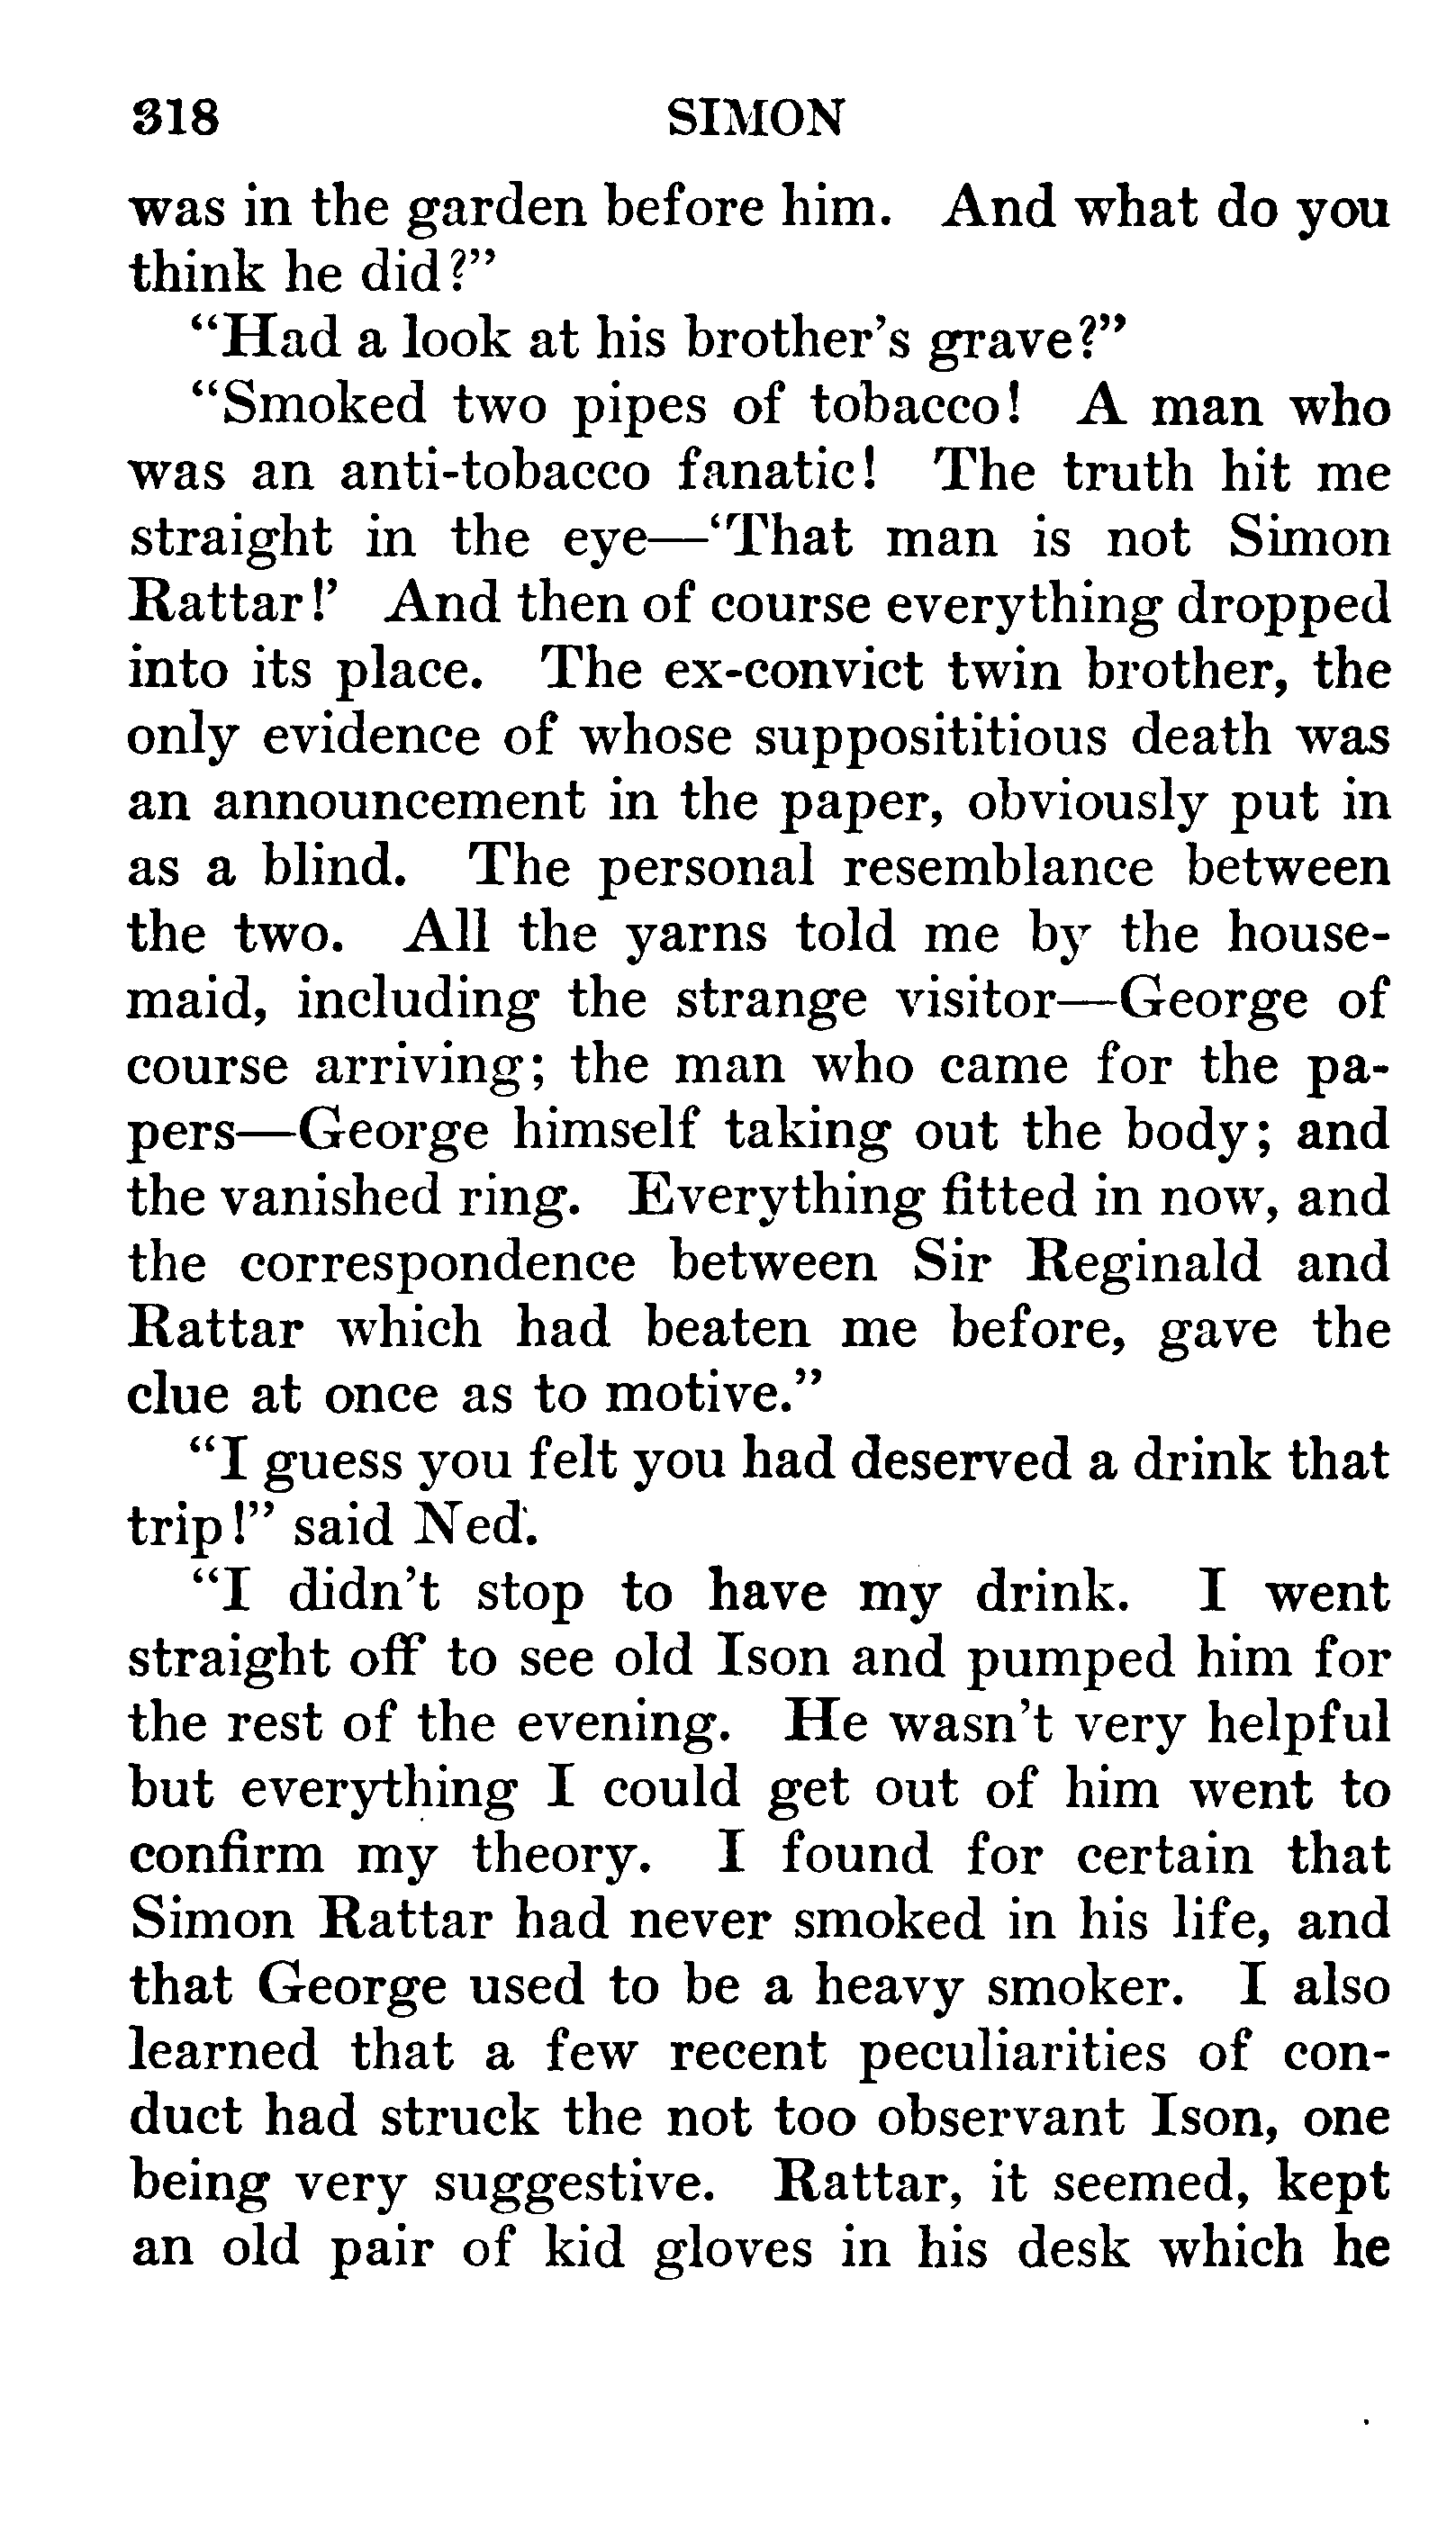 318 SIMON
was in the garden before him. And what do you
think he did?"
"Had a look at his brother's grave?"
"Smoked two pipes of tobacco! A man who
was an anti-tobacco fanatic! The truth hit me
straight in the eye—'That man is not Simon
Rattar!' And then of course everything dropped
into its place. The ex-convict twin brother, the
only evidence of whose supposititious death was
an announcement in the paper, obviously put in
as a blind. The personal resemblance between
the two. All the yarns told me by the house-
maid, including the strange visitor—George of
course arriving; the man who came for the pa-
pers—George himself taking out the body; and
the vanished ring. Everything fitted in now, and
the correspondence between Sir Reginald and
Rattar which had beaten me before, gave the
clue at once as to motive."
"I guess you felt you had deserved a drink that
trip!" said Ned.
"I didn't stop to have my drink. I went
straight off to see old Ison and pumped him for
the rest of the evening. He wasn't very helpful
but everything I could get out of him went to
confirm my theory. I found for certain that
Simon Rattar had never smoked in his life, and
that George used to be a heavy smoker. I also
learned that a few recent peculiarities of con-
duct had struck the not too observant Ison, one
being very suggestive. Rattar, it seemed, kept
an old pair of kid gloves in his desk which he